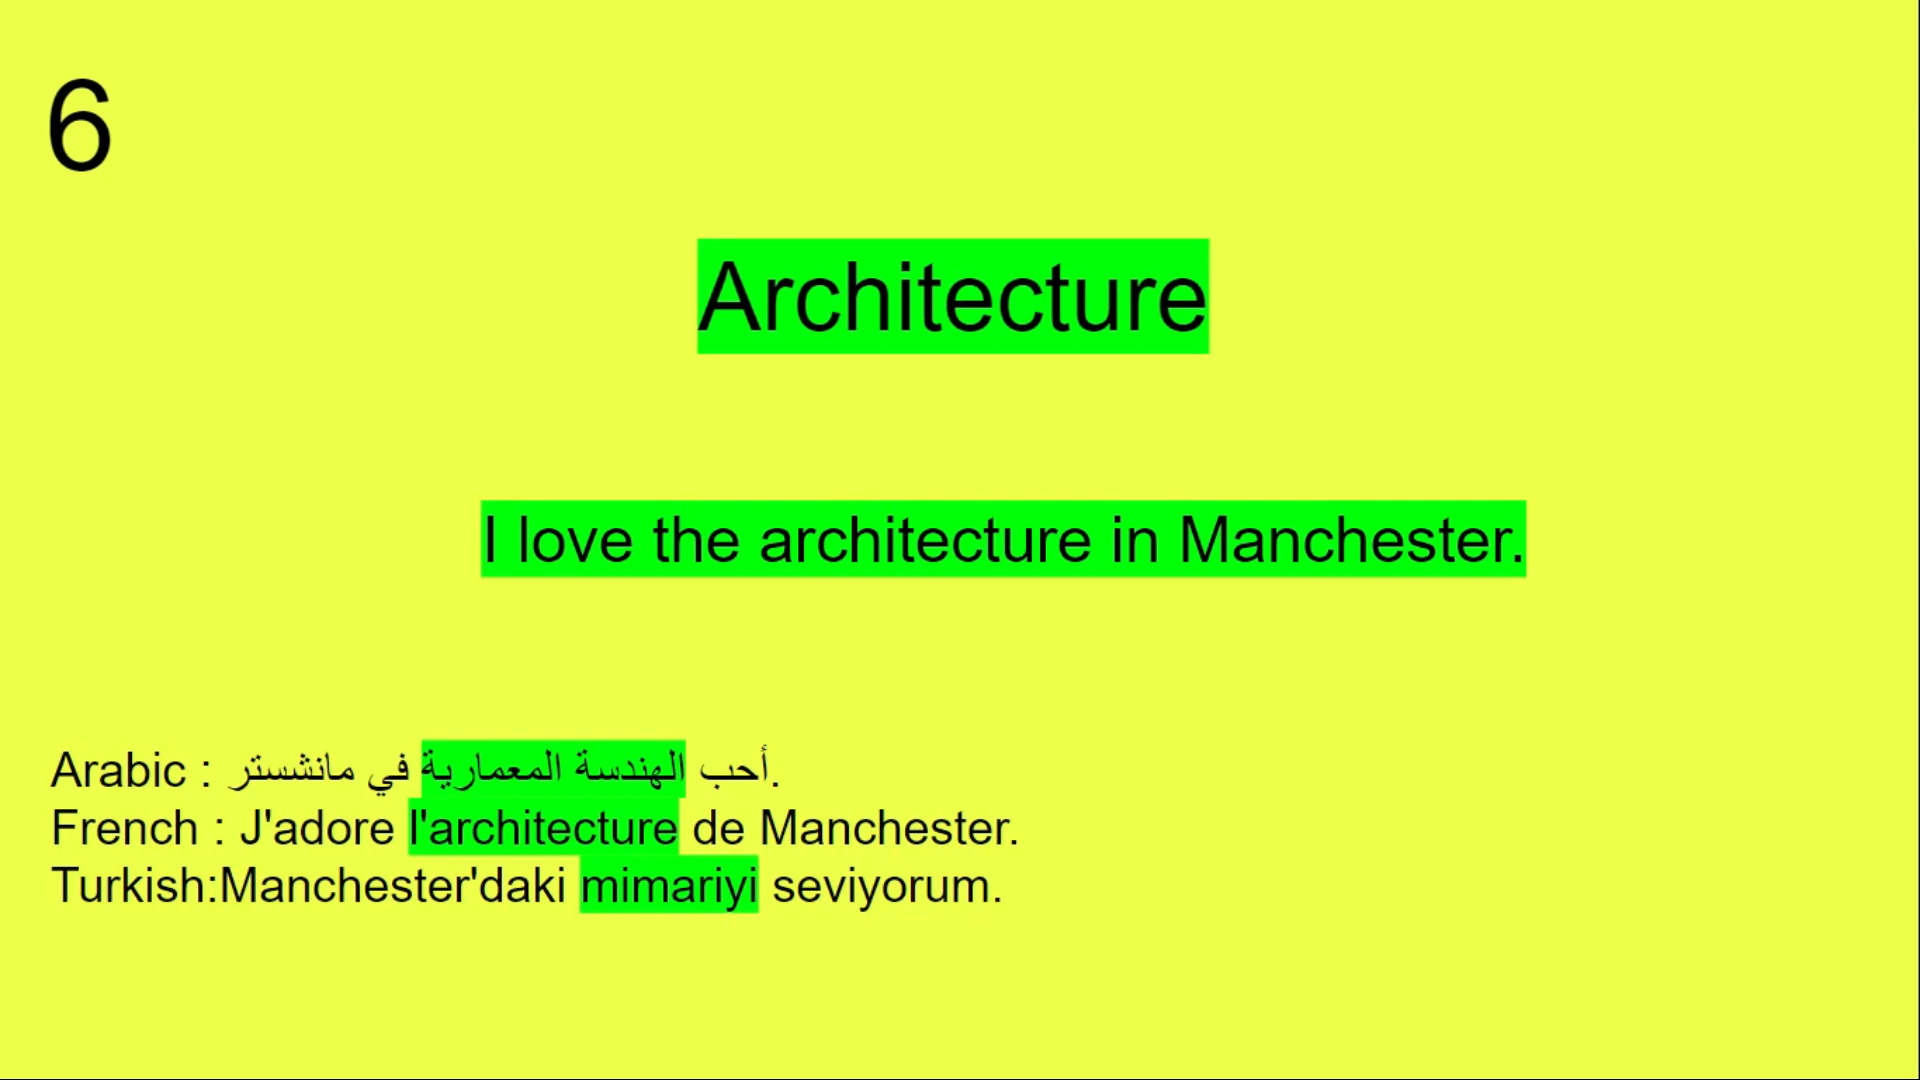 6
Architecture
I love the architecture in Manchester.
Arabic : أحب الهندسة المعمارية في مانشستر.
French : J'adore l'architecture de Manchester.
Turkish:Manchester'daki mimariyi seviyorum.